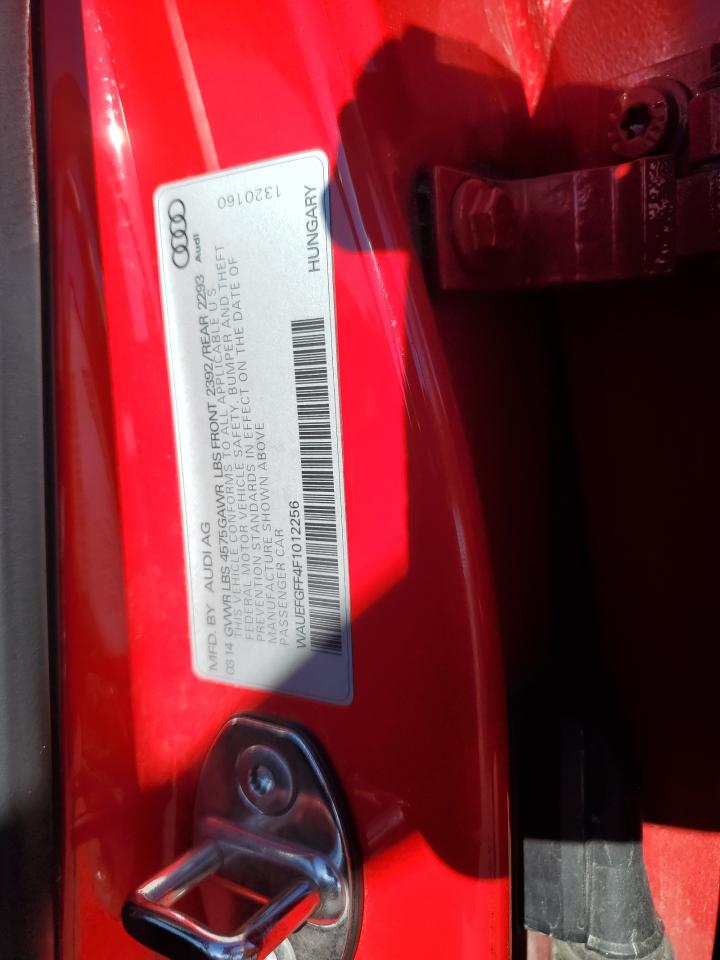 MFD. BY AUDI AG
Audi
1320160
03 14 GVWR LBS 4575 GAWR LBS FRONT 2392/REAR 2293
THIS VEHICLE CONFORMS TO ALL APPLICABLE U S
FEDERAL MOTOR VEHICLE SAFETY, BUMPER AND THEFT
PREVENTION STANDARDS IN EFFECT ON THE DATE OF
MANUFACTURE SHOWN ABOVE
PASSENGER CAR
WAUEFGFF4F1012256
HUNGARY